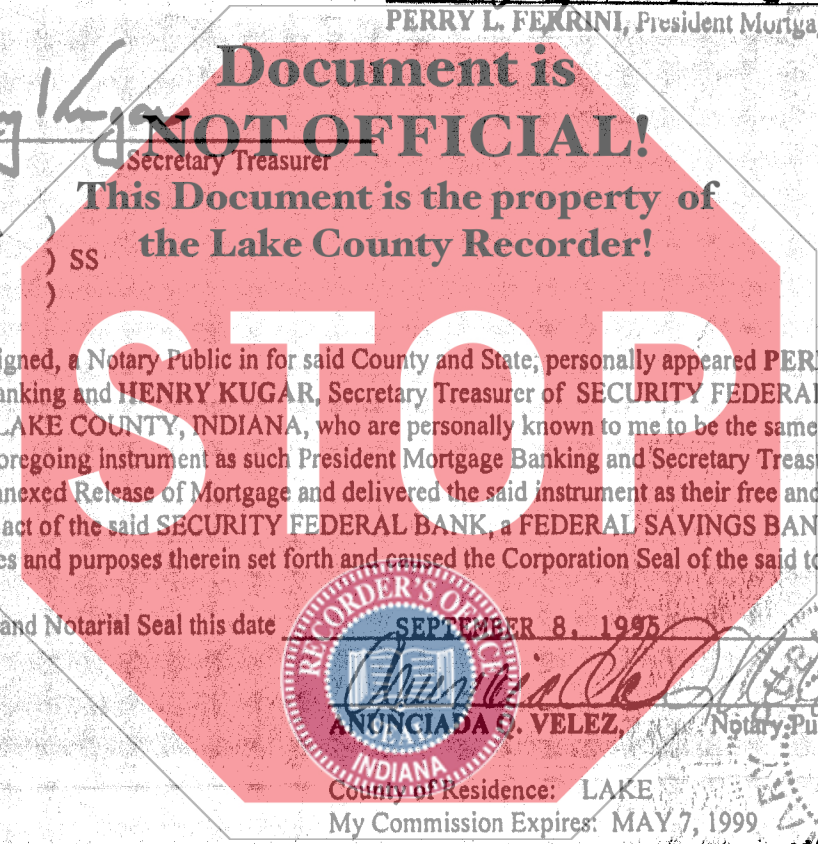 PERRY L. FERRINI, President Mortga
Document is
NOT OFFICIAL!
Secretary Treasurer
This Document is the property of
the Lake County Recorder!
)
) SS
)
STOP
igned, a Notary Public in for said County and State, personally appeared PER
anking and HENRY KUGAR, Secretary Treasurer of SECURITY FEDERAL
LAKE COUNTY, INDIANA, who are personally known to me to be the same
oregoing instrument as such President Mortgage Banking and Secretary Treas
nnexed Release of Mortgage and delivered the said instrument as their free and
act of the said SECURITY FEDERAL BANK, a FEDERAL SAVINGS BAN
es and purposes therein set forth and caused the Corporation Seal of the said to
and Notarial Seal this date SEPTEMBER 8, 1995
RECORDER'S OFFICE
ANUNCIADA Q. VELEZ, Notary Pu
INDIANA
County of Residence: LAKE
My Commission Expires: MAY 7, 1999